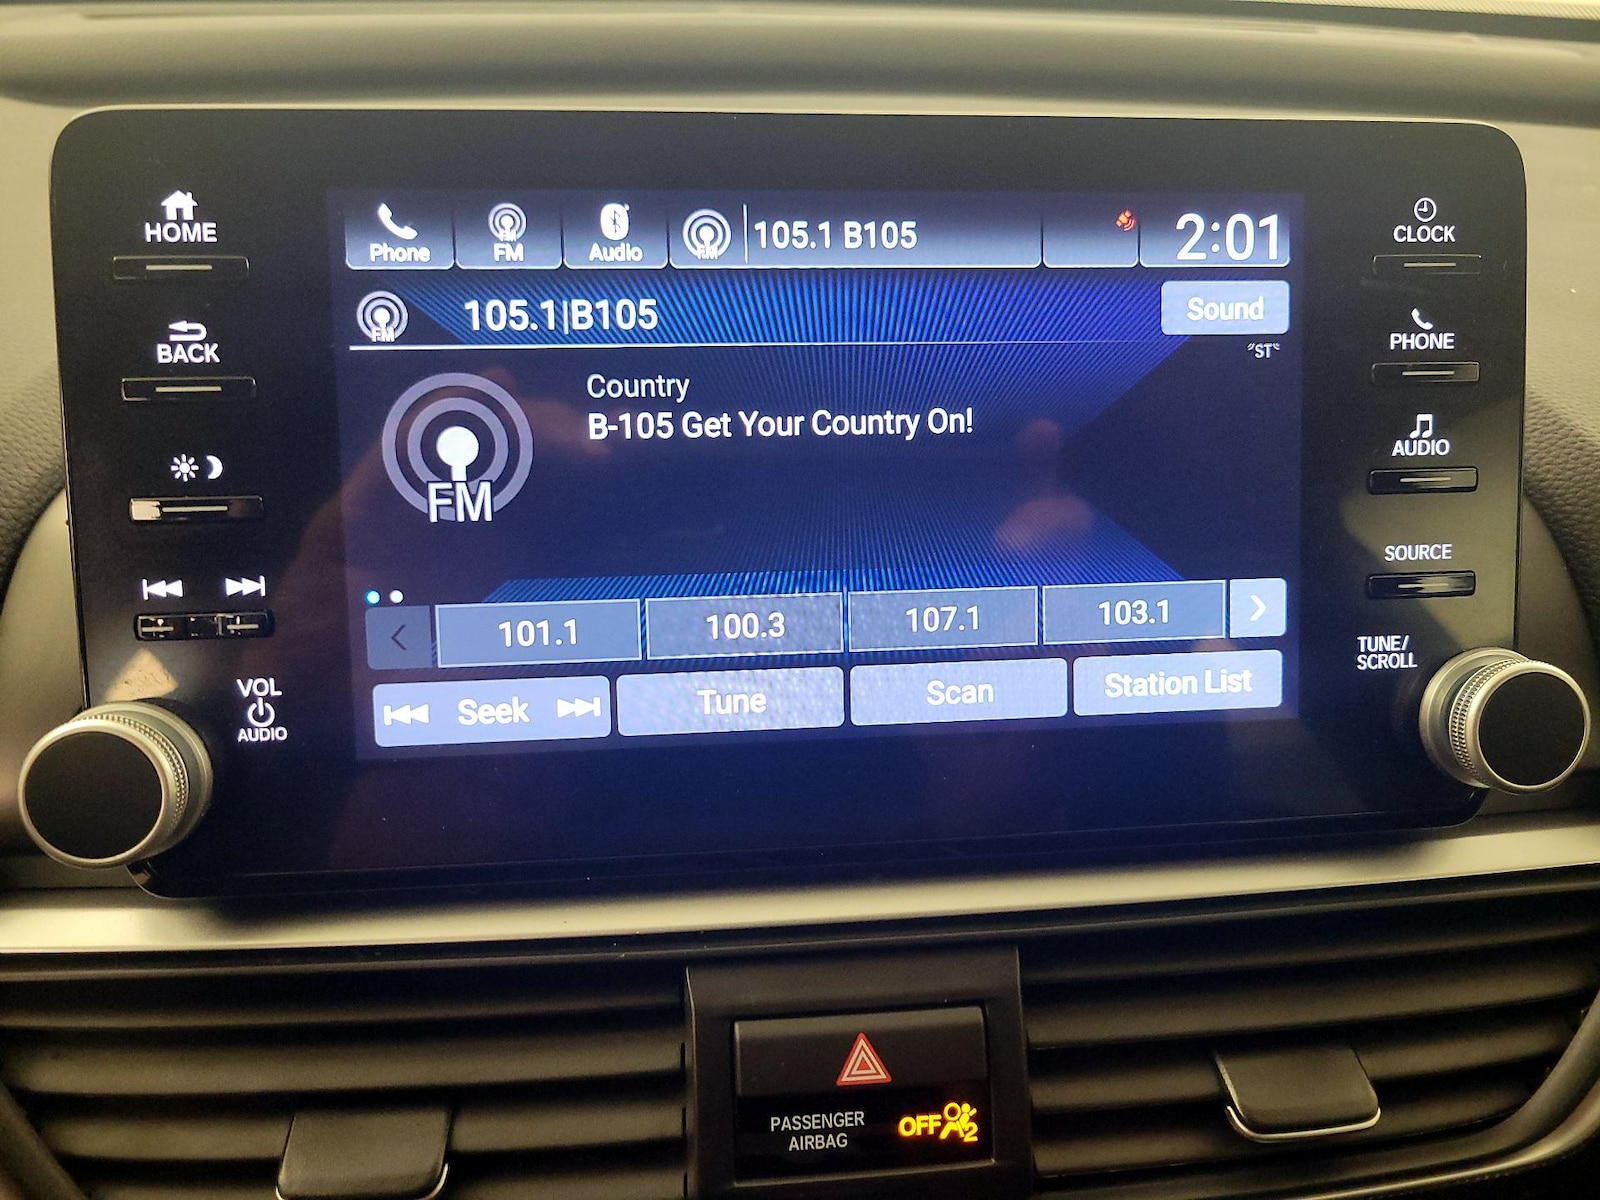 HOME
BACK
VOL
AUDIO
Phone
FM
FM
Audio
FM
105.1 B105
2:01
FM
105.1|B105
Sound
"ST"
FM
Country
B-105 Get Your Country On!
101.1
100.3
107.1
103.1
Seek
Tune
Scan
Station List
CLOCK
PHONE
AUDIO
SOURCE
TUNE/
SCROLL
PASSENGER
AIRBAG
OFF
2